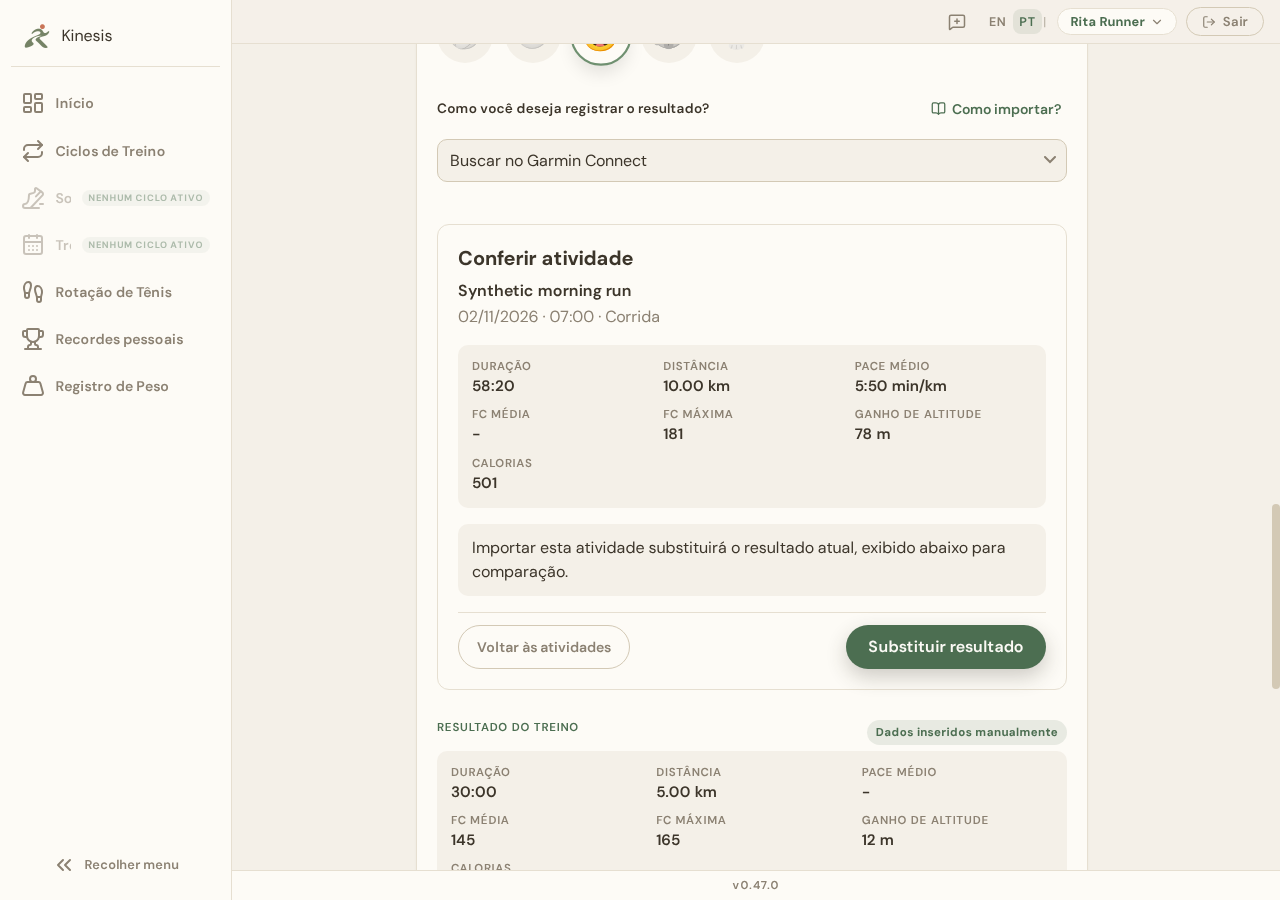 Kinesis
EN PT | Rita Runner Sair
Início
Ciclos de Treino
NENHUM CICLO ATIVO
NENHUM CICLO ATIVO
Rotação de Tênis
Recordes pessoais
Registro de Peso
Recolher menu
Como você deseja registrar o resultado? Como importar?
Buscar no Garmin Connect
Conferir atividade
Synthetic morning run
02/11/2026 · 07:00 · Corrida
DURAÇÃO DISTÂNCIA PACE MÉDIO
58:20 10.00 km 5:50 min/km
FC MÉDIA FC MÁXIMA GANHO DE ALTITUDE
- 181 78 m
CALORIAS
501
Importar esta atividade substituirá o resultado atual, exibido abaixo para
comparação.
Voltar às atividades Substituir resultado
RESULTADO DO TREINO Dados inseridos manualmente
DURAÇÃO DISTÂNCIA PACE MÉDIO
30:00 5.00 km -
FC MÉDIA FC MÁXIMA GANHO DE ALTITUDE
145 165 12 m
CALORIAS
v0.47.0